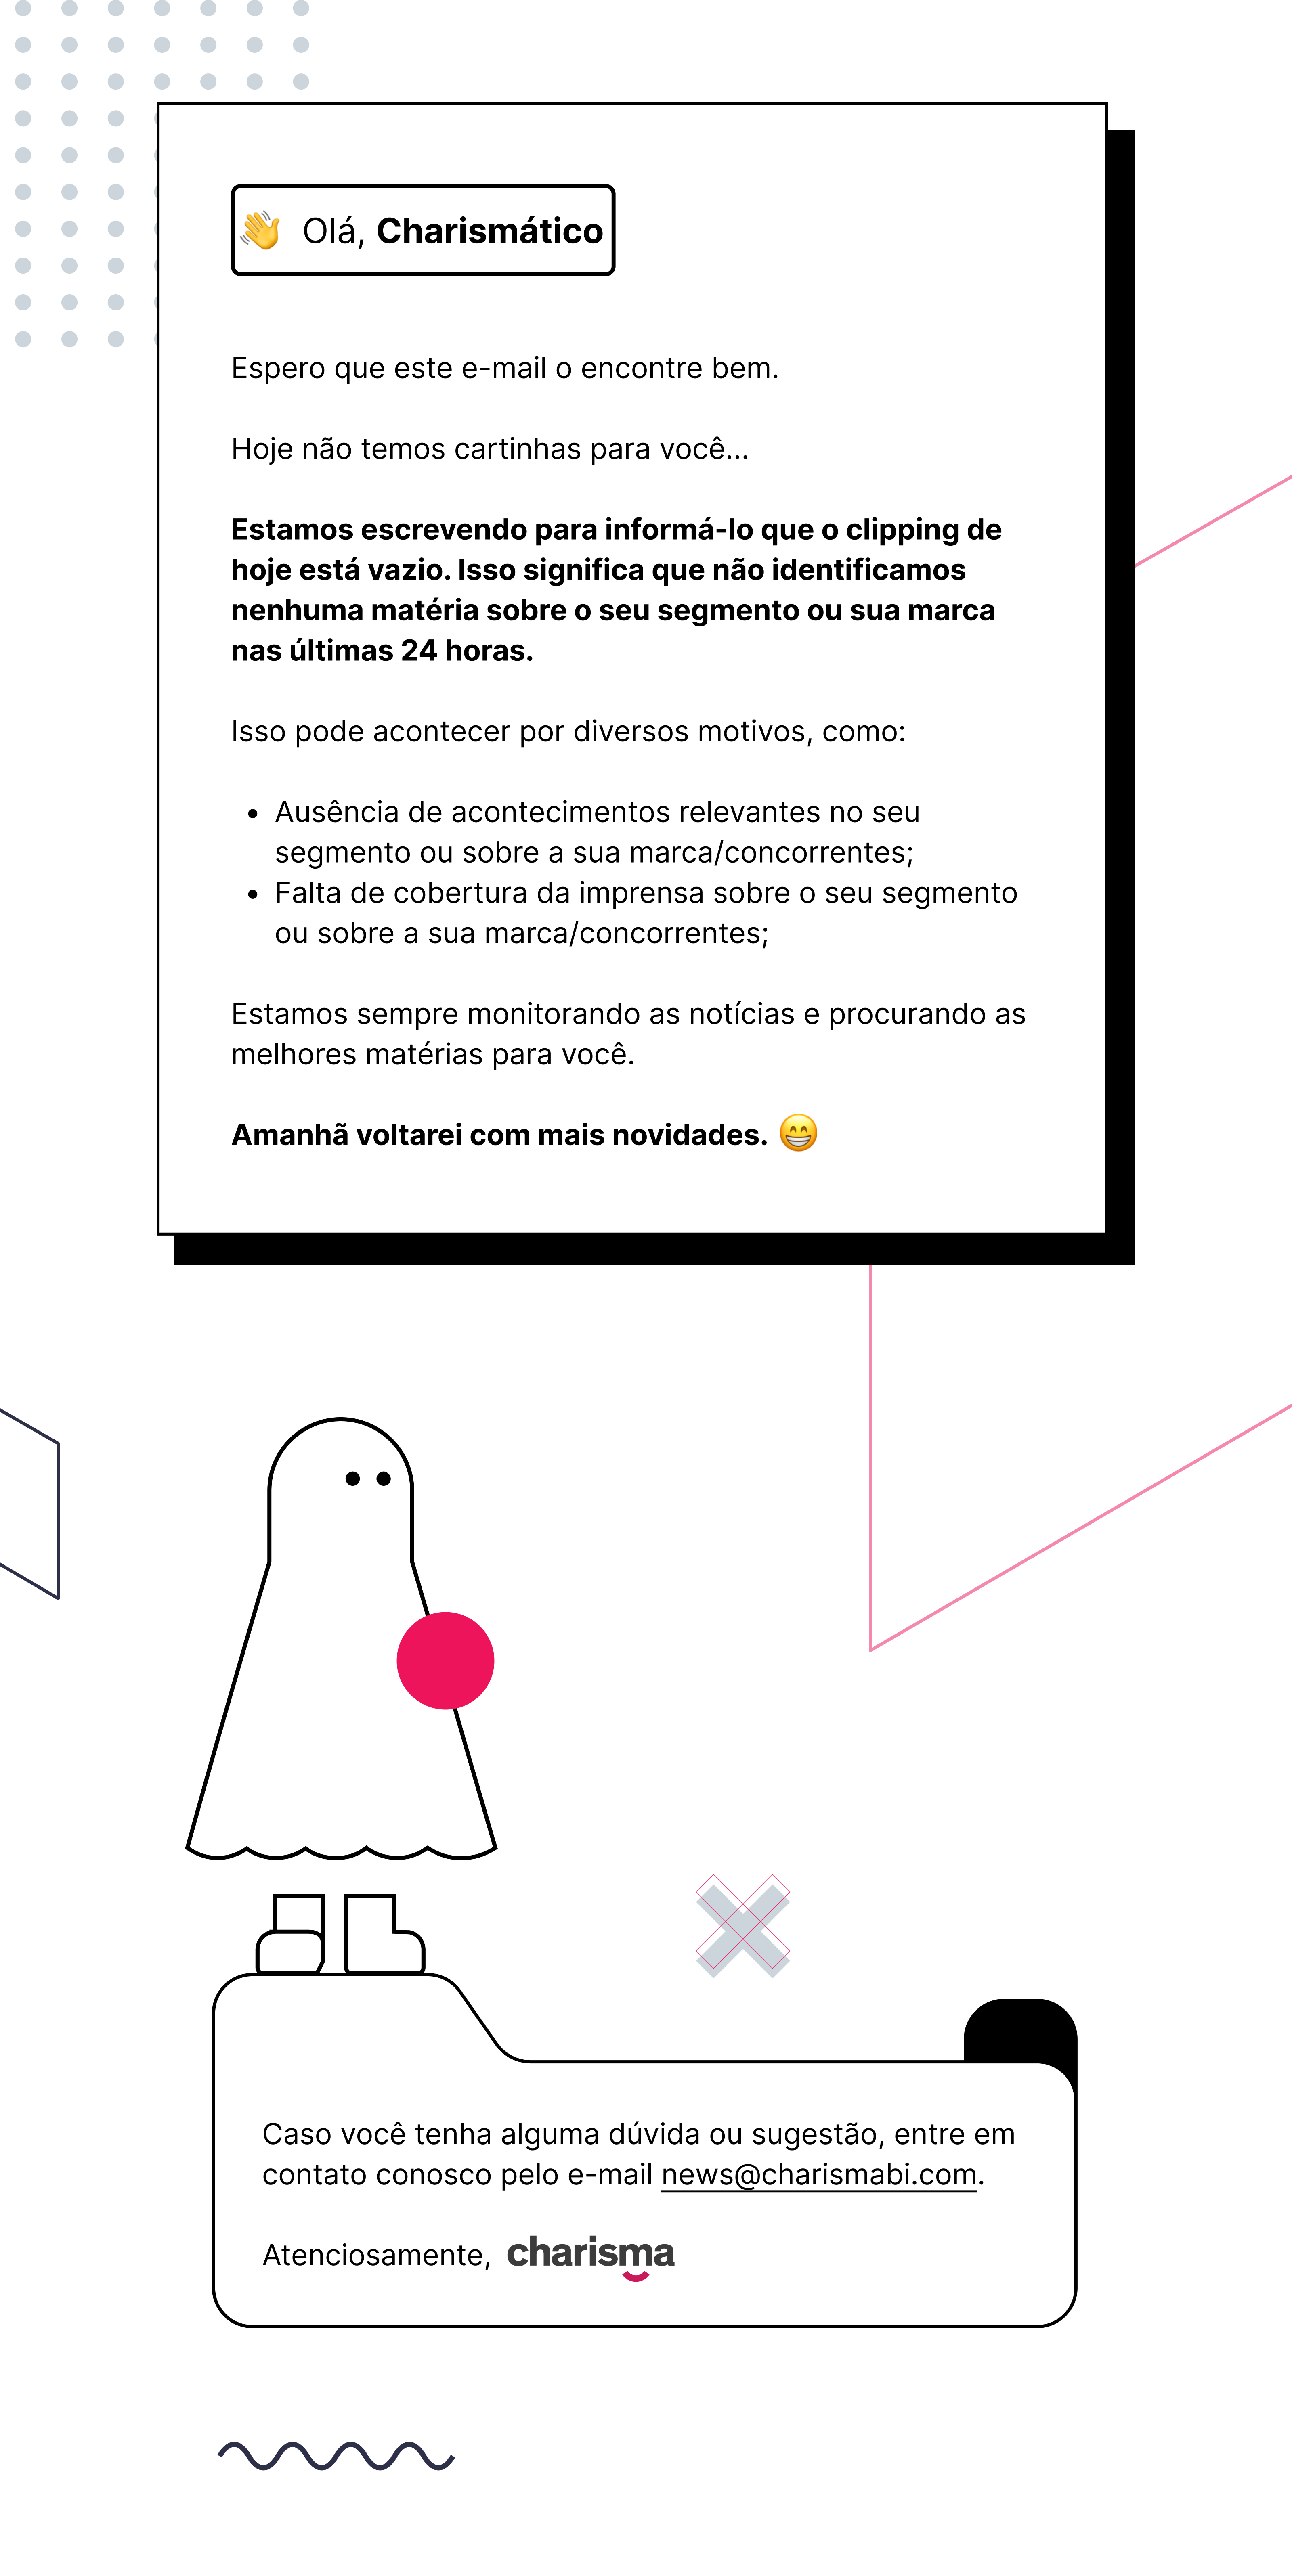 👋 Olá, Charismático
Espero que este e-mail o encontre bem.
Hoje não temos cartinhas para você...
Estamos escrevendo para informá-lo que o clipping de
hoje está vazio. Isso significa que não identificamos
nenhuma matéria sobre o seu segmento ou sua marca
nas últimas 24 horas.
Isso pode acontecer por diversos motivos, como:
• Ausência de acontecimentos relevantes no seu
segmento ou sobre a sua marca/concorrentes;
• Falta de cobertura da imprensa sobre o seu segmento
ou sobre a sua marca/concorrentes;
Estamos sempre monitorando as notícias e procurando as
melhores matérias para você.
Amanhã voltarei com mais novidades. 😁
Caso você tenha alguma dúvida ou sugestão, entre em
contato conosco pelo e-mail news@charismabi.com.
Atenciosamente, charisma